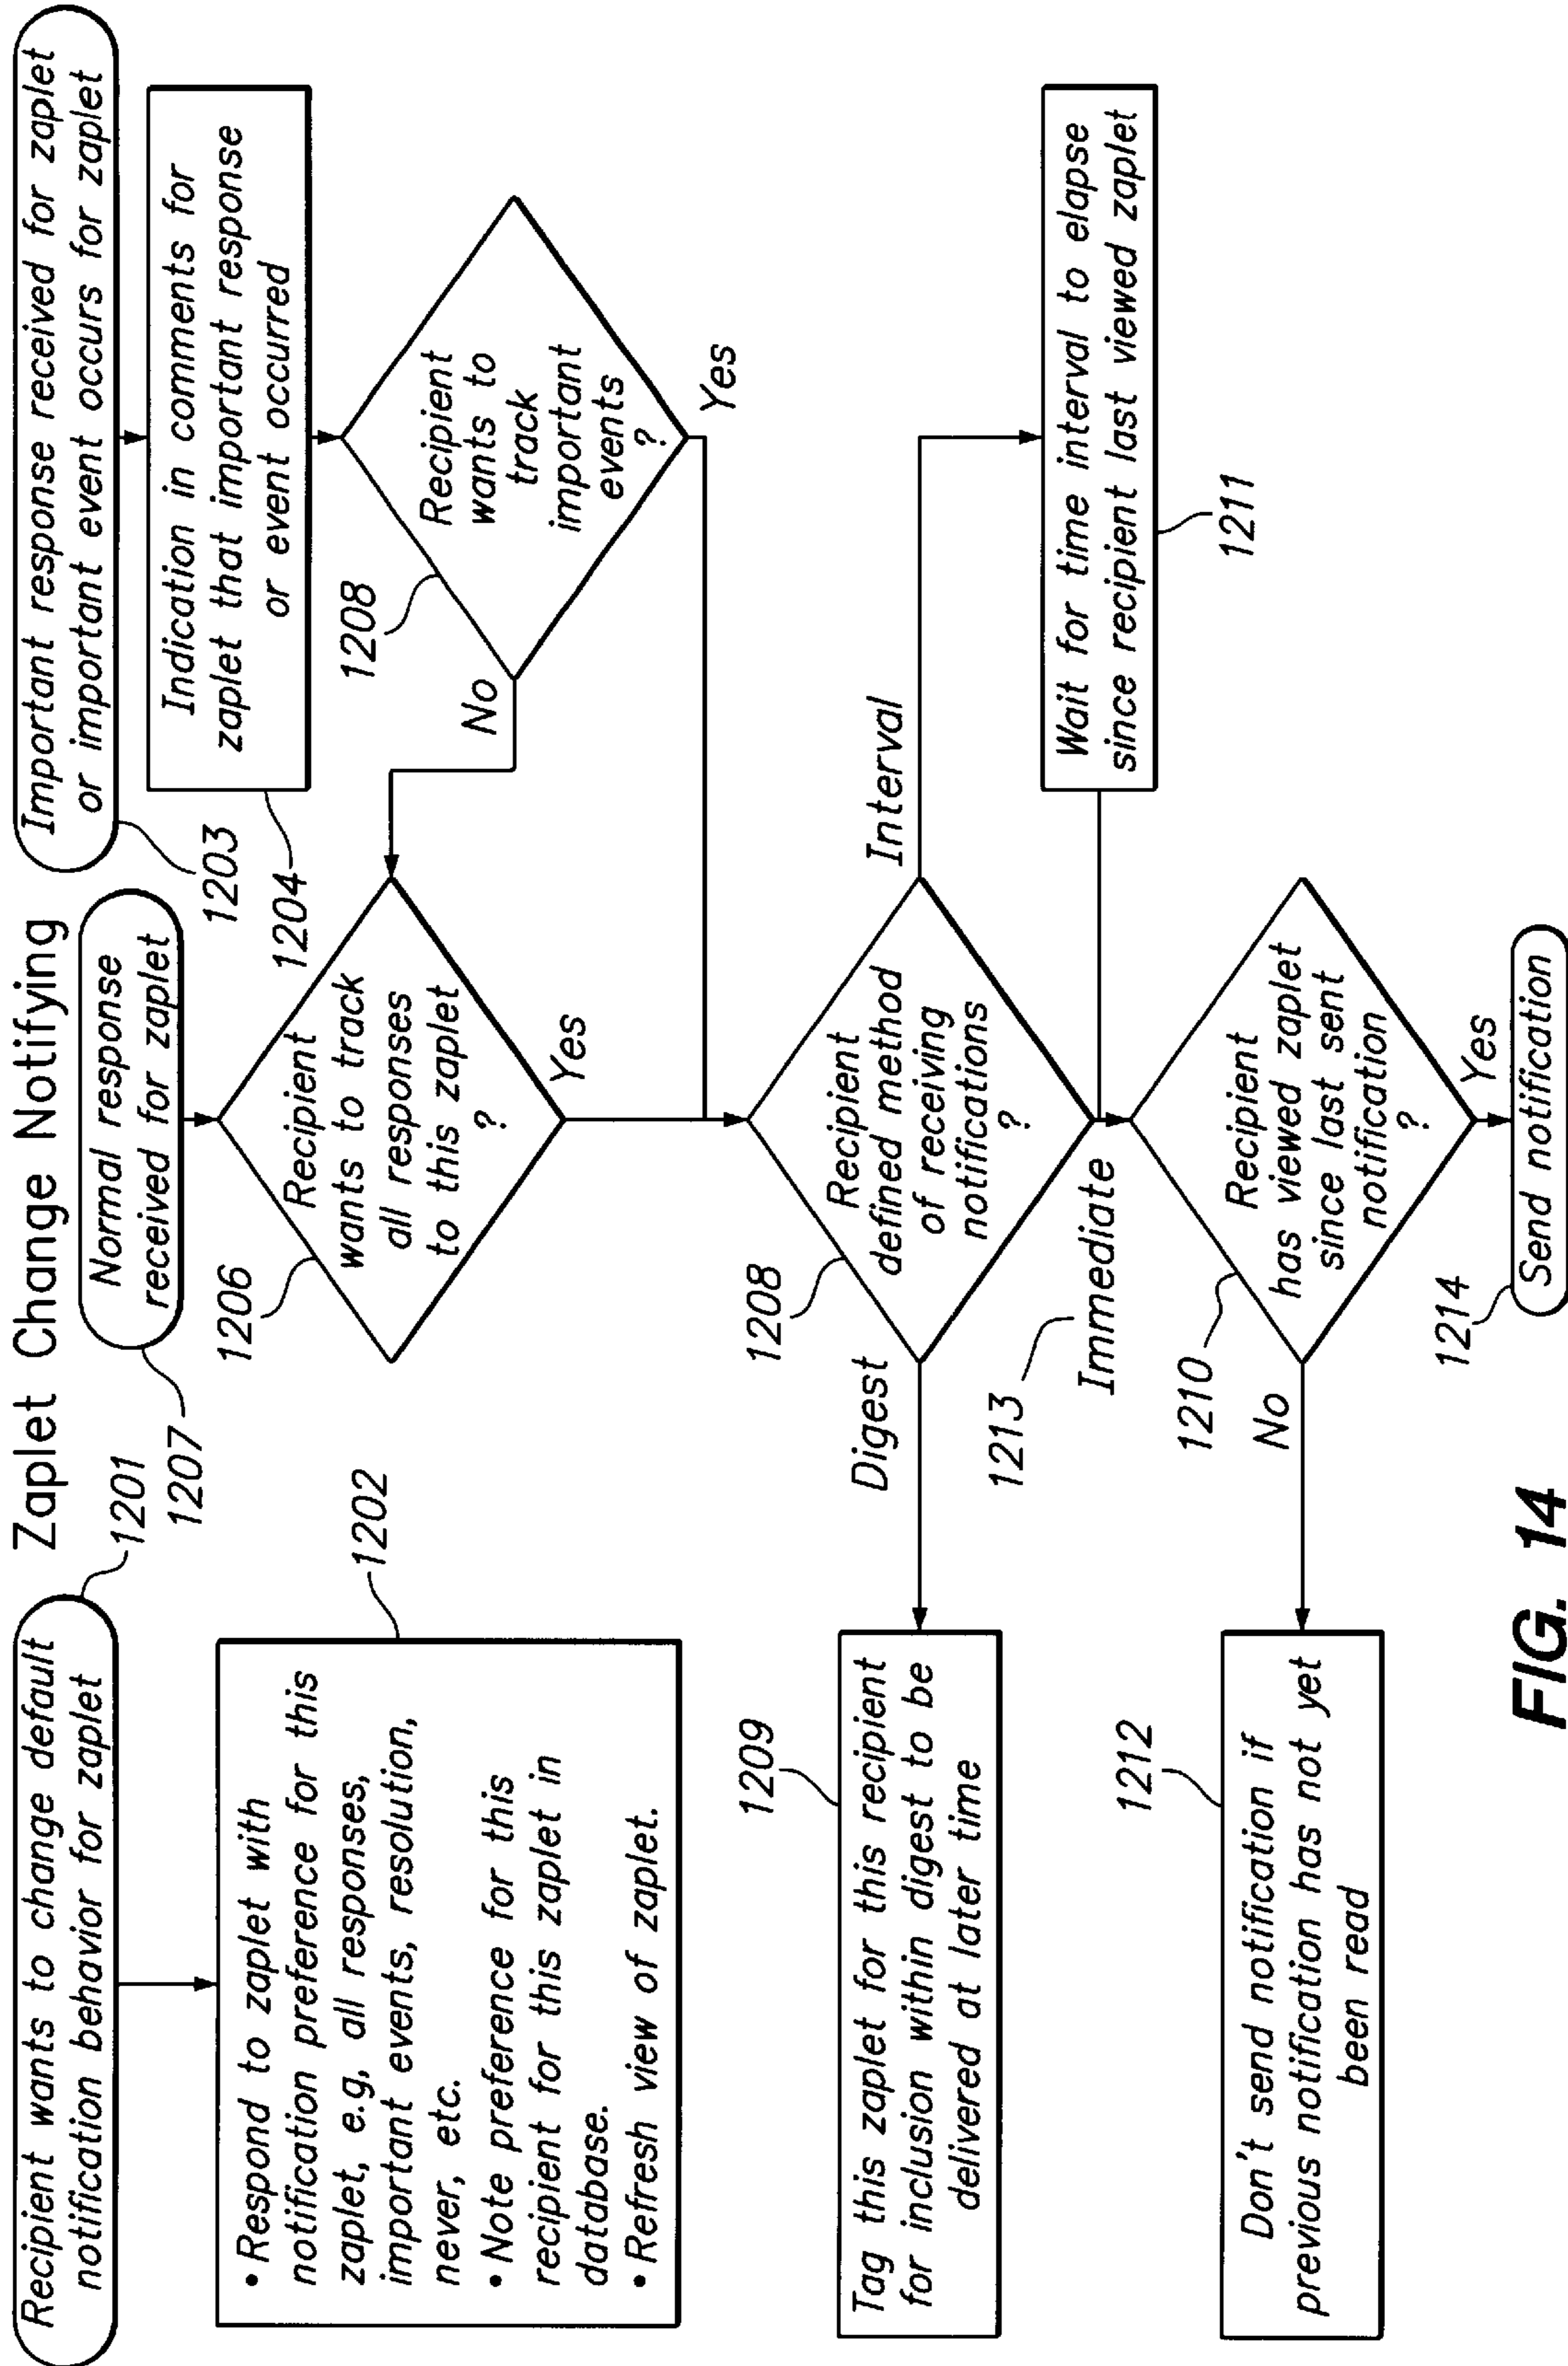 Zaplet Change Notifying
Recipient wants to change default
notification behavior for zaplet
1201
• Respond to zaplet with
notification preference for this
zaplet, e.g, all responses,
important events, resolution,
never, etc.
• Note preference for this
recipient for this zaplet in
database.
• Refresh view of zaplet.
1202
Normal response
received for zaplet
1207
Important response received for zaplet
or important event occurs for zaplet
1203
Indication in comments for
zaplet that important response
or event occurred
1204
Recipient
wants to track
all responses
to this zaplet
?
1206
Yes
Recipient
wants to
track
important
events
?
1208
No
Yes
Recipient
defined method
of receiving
notifications
?
1208
Digest
Interval
1213
Immediate
Tag this zaplet for this recipient
for inclusion within digest to be
delivered at later time
1209
Wait for time interval to elapse
since recipient last viewed zaplet
1211
Recipient
has viewed zaplet
since last sent
notification
?
1210
No
Yes
Don't send notification if
previous notification has not yet
been read
1212
Send notification
1214
FIG. 14